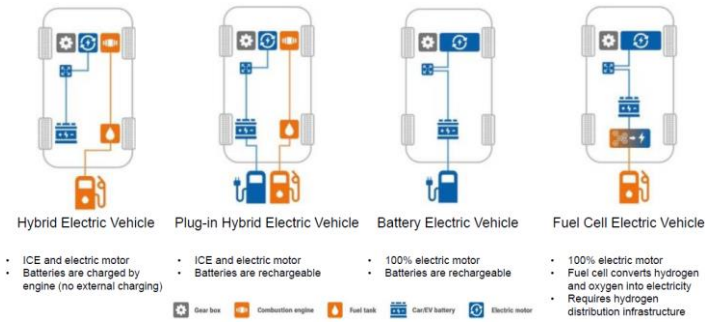 Hybrid Electric Vehicle
Plug-in Hybrid Electric Vehicle
Battery Electric Vehicle
Fuel Cell Electric Vehicle
• ICE and electric motor
• Batteries are charged by
engine (no external charging)
• ICE and electric motor
• Batteries are rechargeable
• 100% electric motor
• Batteries are rechargeable
• 100% electric motor
• Fuel cell converts hydrogen
and oxygen into electricity
• Requires hydrogen
distribution infrastructure
Gear box
Combustion engine
Fuel tank
Car/EV battery
Electric motor